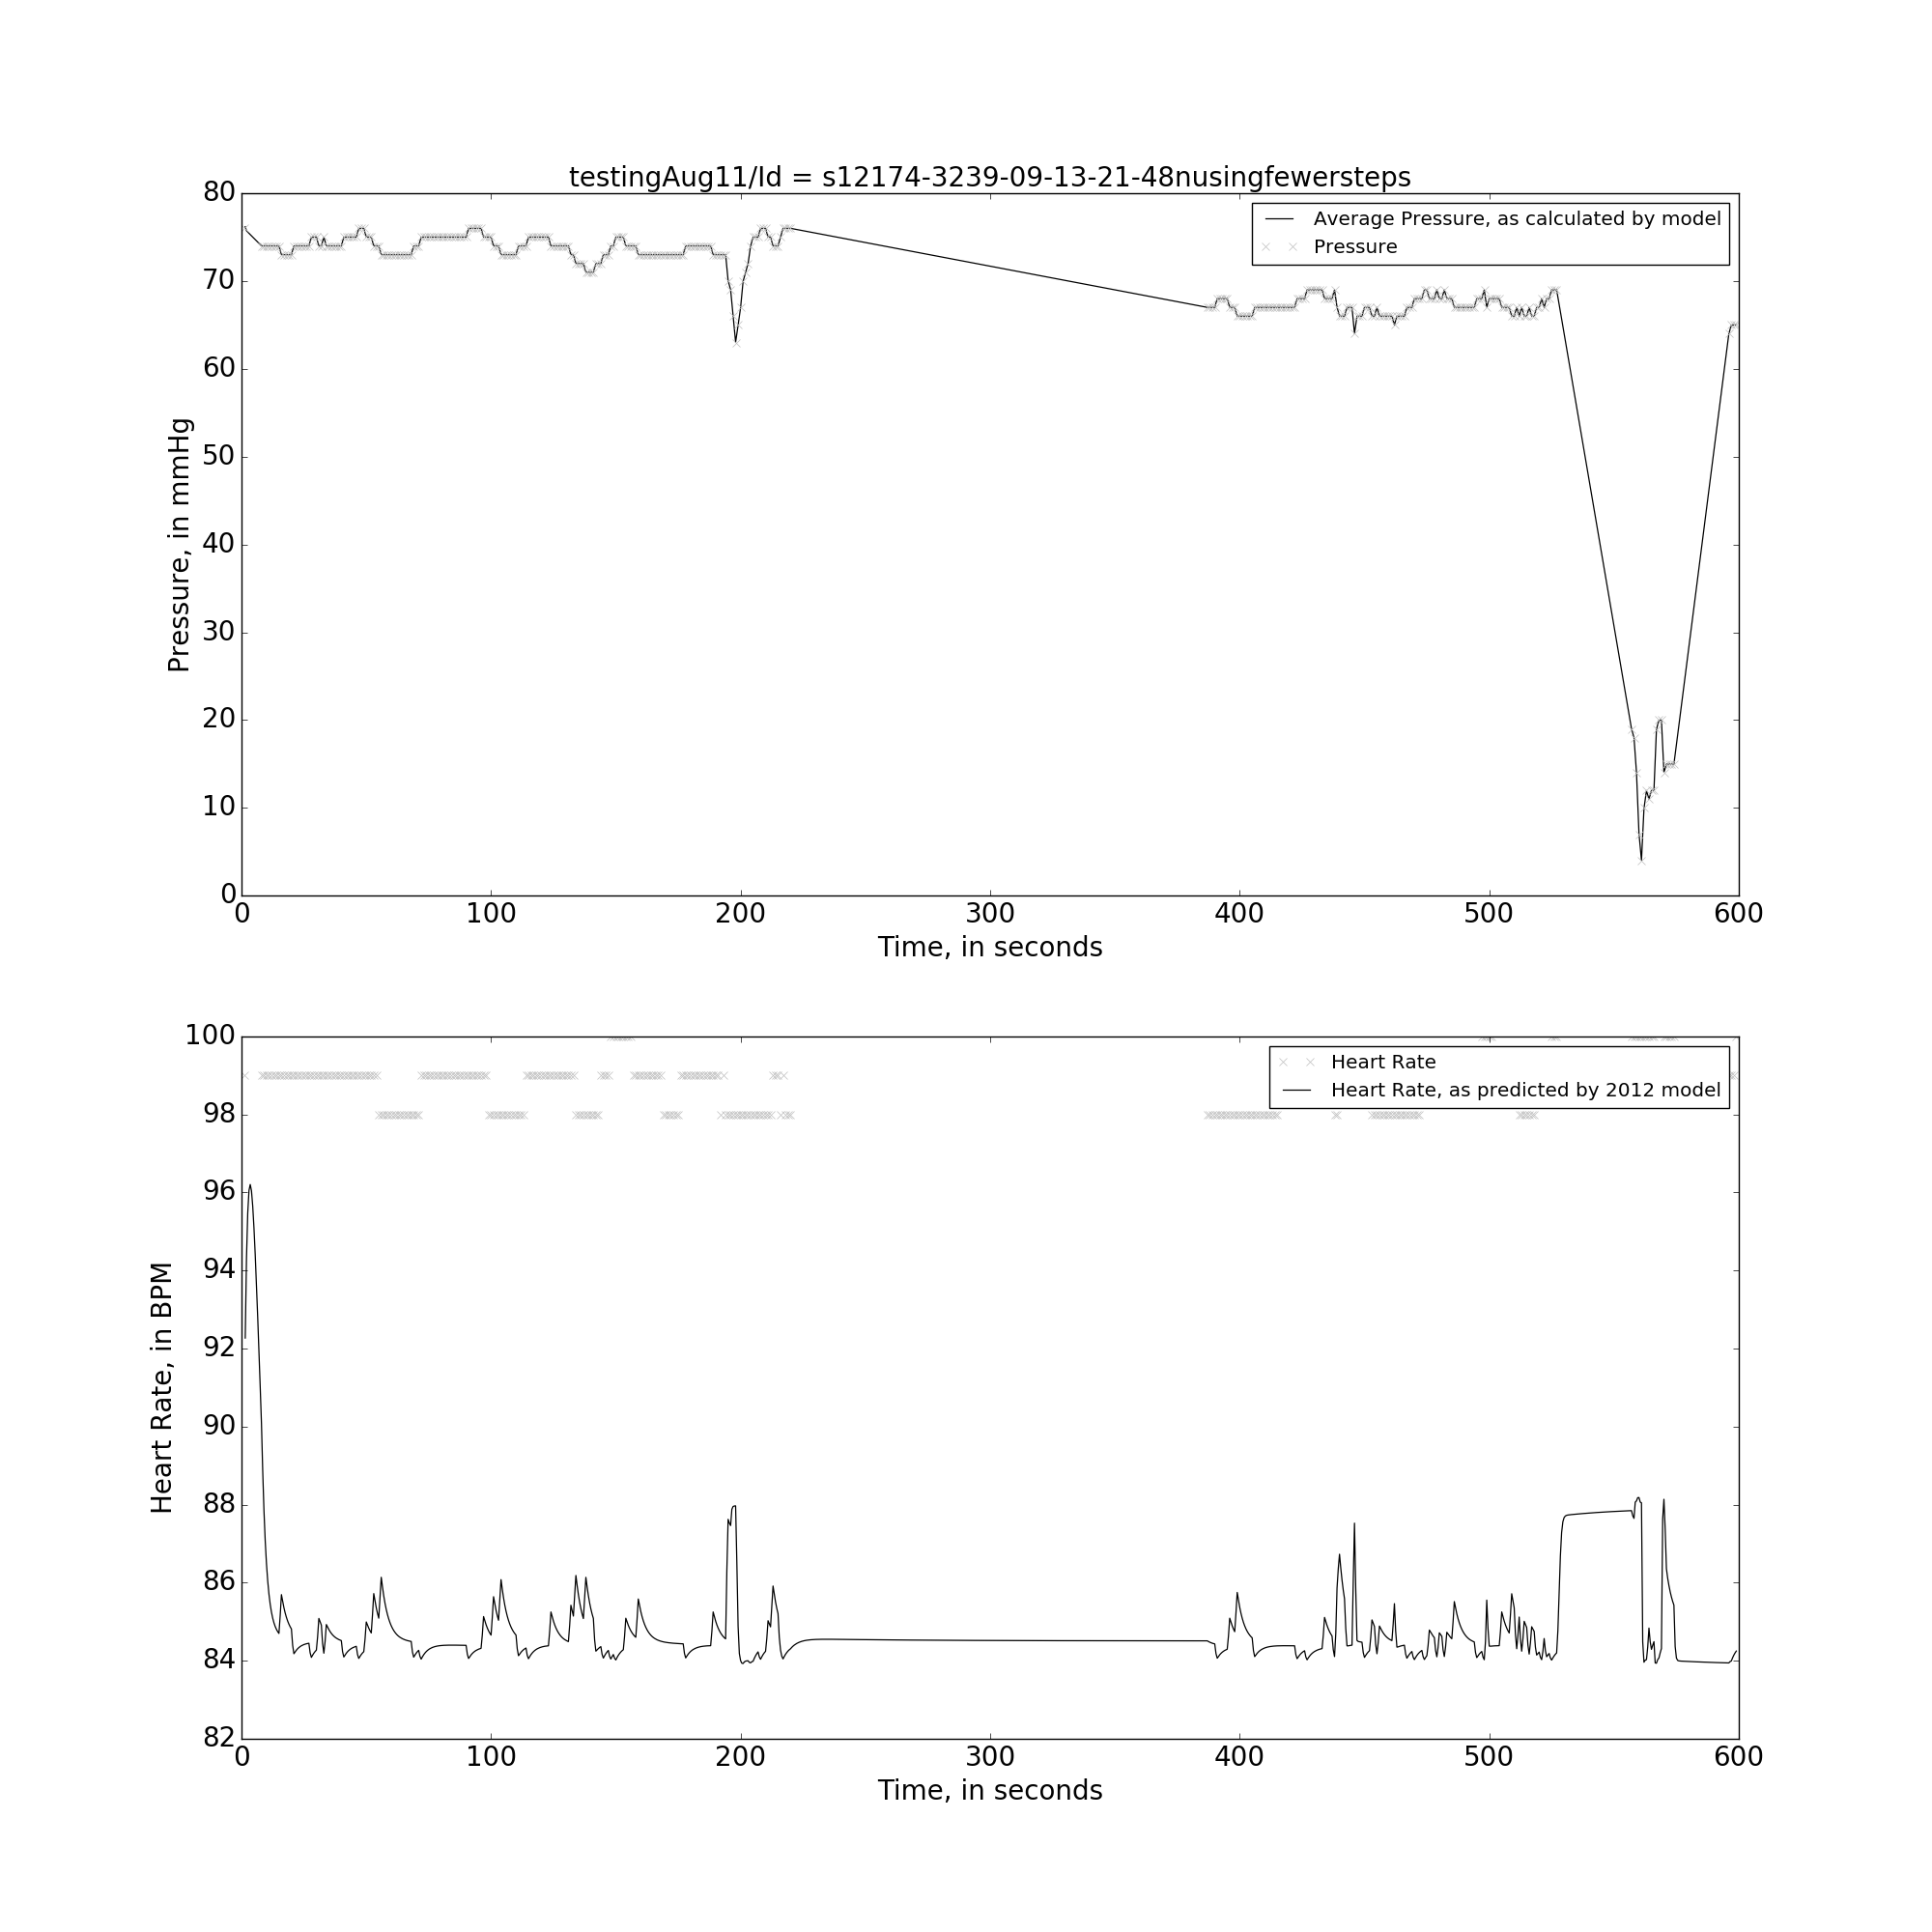 testingAug11/Id = s12174-3239-09-13-21-48nusingfewersteps
80
70
60
50
40
30
20
10
0
Pressure, in mmHg
Average Pressure, as calculated by model
Pressure
0 100 200 300 400 500 600
Time, in seconds
100
98
96
94
92
90
88
86
84
82
Heart Rate, in BPM
Heart Rate
Heart Rate, as predicted by 2012 model
0 100 200 300 400 500 600
Time, in seconds